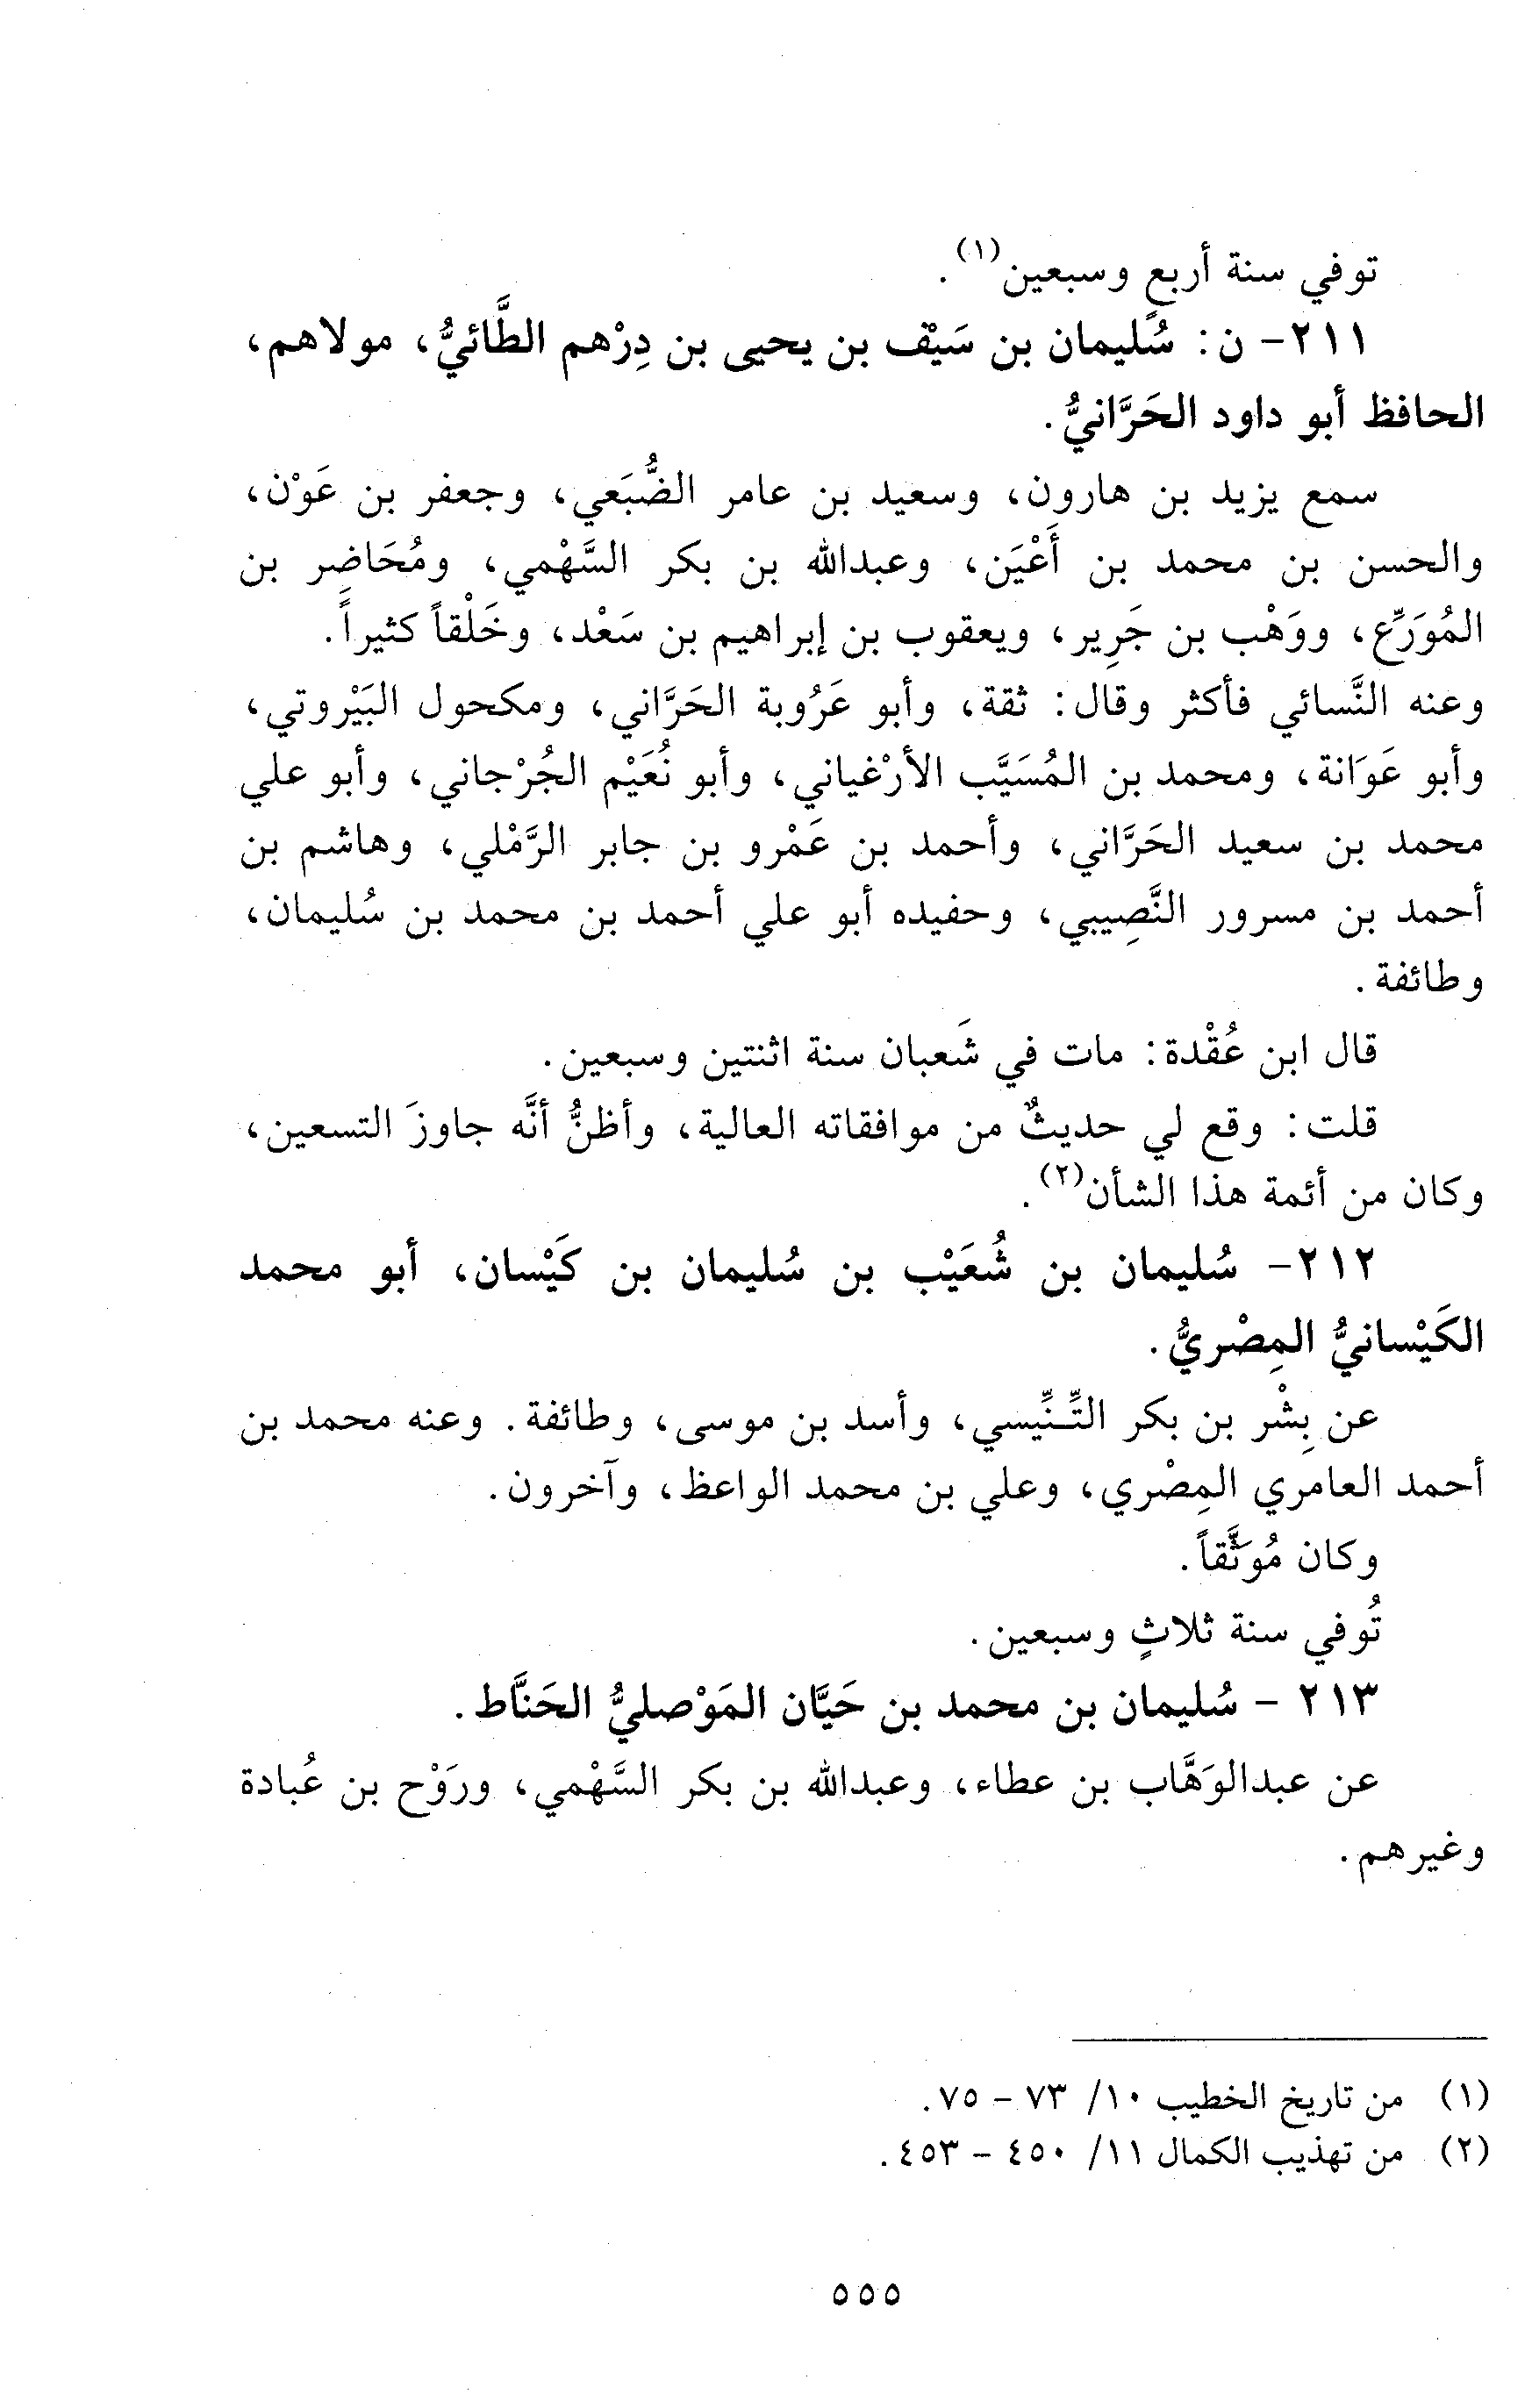 توفي سنة أربعٍ وسبعين(١).
٢١١- ن: سُليمان بن سَيْف بن يحيى بن دِرْهم الطَّائيُّ، مولاهم،
الحافظ أبو داود الحَرَّانيُّ.
سمع يزيد بن هارون، وسعيد بن عامر الضُّبَعي، وجعفر بن عَوْن،
والحسن بن محمد بن أَعْيَن، وعبدالله بن بكر السَّهْمي، ومُحَاضِر بن
المُوَرِّع، ووَهْب بن جَرِير، ويعقوب بن إبراهيم بن سَعْد، وخَلْقاً كثيراً.
وعنه النَّسائي فأكثر وقال: ثقة، وأبو عَرُوبة الحَرَّاني، ومكحول البَيْروتي،
وأبو عَوَانة، ومحمد بن المُسَيَّب الأرْغياني، وأبو نُعَيْم الجُرْجاني، وأبو علي
محمد بن سعيد الحَرَّاني، وأحمد بن عَمْرو بن جابر الرَّمْلي، وهاشم بن
أحمد بن مسرور النَّصِيبي، وحفيده أبو علي أحمد بن محمد بن سُليمان،
وطائفة.
قال ابن عُقْدة: مات في شَعبان سنة اثنتين وسبعين.
قلت: وقع لي حديثٌ من موافقاته العالية، وأظنُّ أنَّه جاوزَ التسعين،
وكان من أئمة هذا الشأن(٢).
٢١٢- سُليمان بن شُعَيْب بن سُليمان بن كَيْسان، أبو محمد
الكَيْسانيُّ المِصْريُّ.
عن بِشْر بن بكر التِّنِّيسي، وأسد بن موسى، وطائفة. وعنه محمد بن
أحمد العامري المِصْري، وعلي بن محمد الواعظ، وآخرون.
وكان مُوَثَّقاً.
تُوفي سنة ثلاثٍ وسبعين.
٢١٣ - سُليمان بن محمد بن حَيَّان المَوْصليُّ الحَنَّاط.
عن عبدالوَهَّاب بن عطاء، وعبدالله بن بكر السَّهْمي، ورَوْح بن عُبادة
وغيرهم.
(١) من تاريخ الخطيب ١٠/ ٧٣ - ٧٥.
(٢) من تهذيب الكمال ١١/ ٤٥٠ - ٤٥٣.
٥٥٥